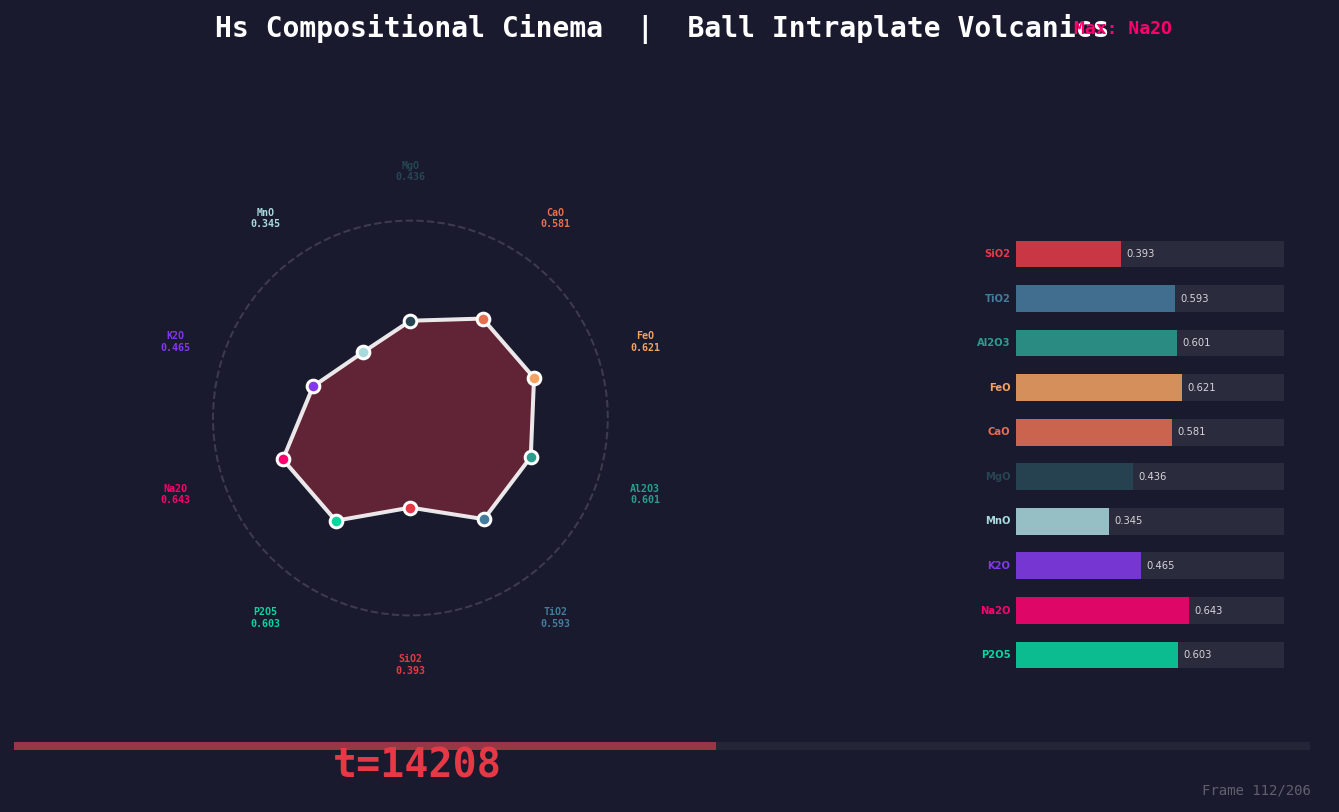 Hs Compositional Cinema | Ball Intraplate Volcanics
Max: Na2O
MgO
0.436
MnO
0.345
CaO
0.581
K2O
0.465
FeO
0.621
Na2O
0.643
Al2O3
0.601
P2O5
0.603
TiO2
0.593
SiO2
0.393
SiO2 0.393
TiO2 0.593
Al2O3 0.601
FeO 0.621
CaO 0.581
MgO 0.436
MnO 0.345
K2O 0.465
Na2O 0.643
P2O5 0.603
t=14208
Frame 112/206